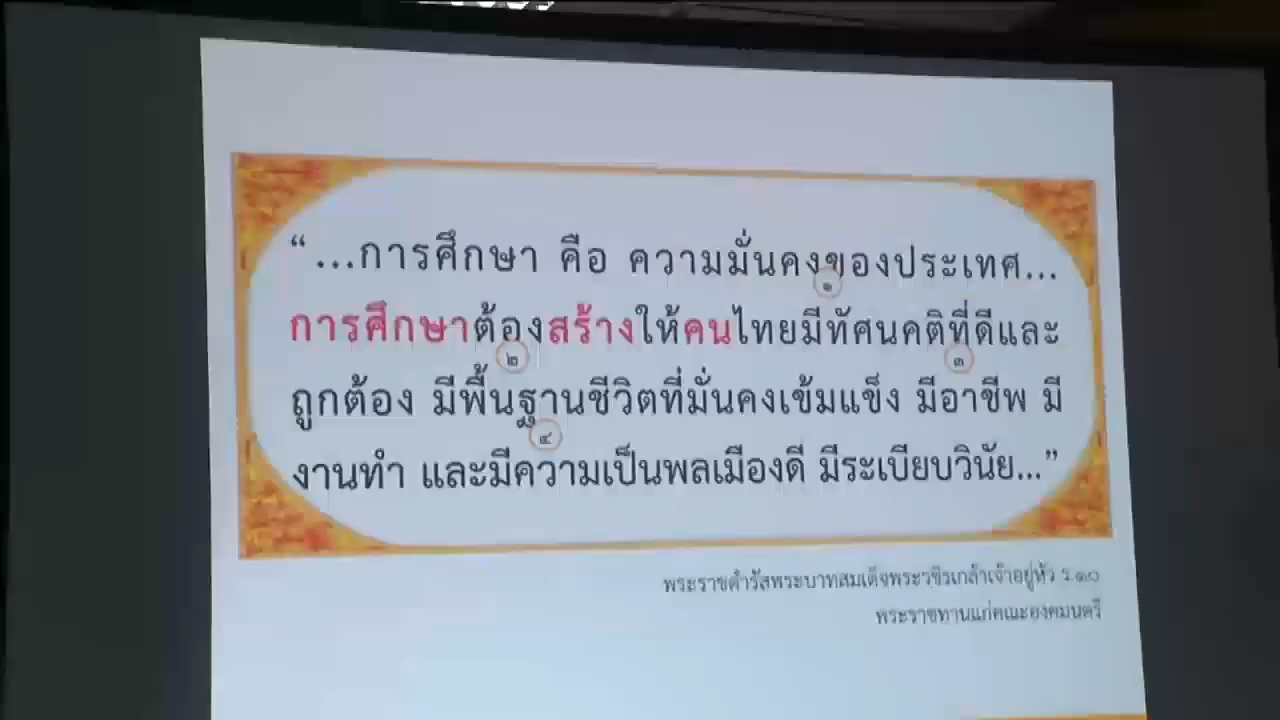 “...การศึกษา คือ ความมั่นคงของประเทศ...
๑
การศึกษาต้องสร้างให้คนไทยมีทัศนคติที่ดีและ
๒ ๓
ถูกต้อง มีพื้นฐานชีวิตที่มั่นคงเข้มแข็ง มีอาชีพ มี
๔
งานทำ และมีความเป็นพลเมืองดี มีระเบียบวินัย...”
พระราชดำรัสพระบาทสมเด็จพระวชิรเกล้าเจ้าอยู่หัว ร.๑๐
พระราชทานแก่คณะองคมนตรี